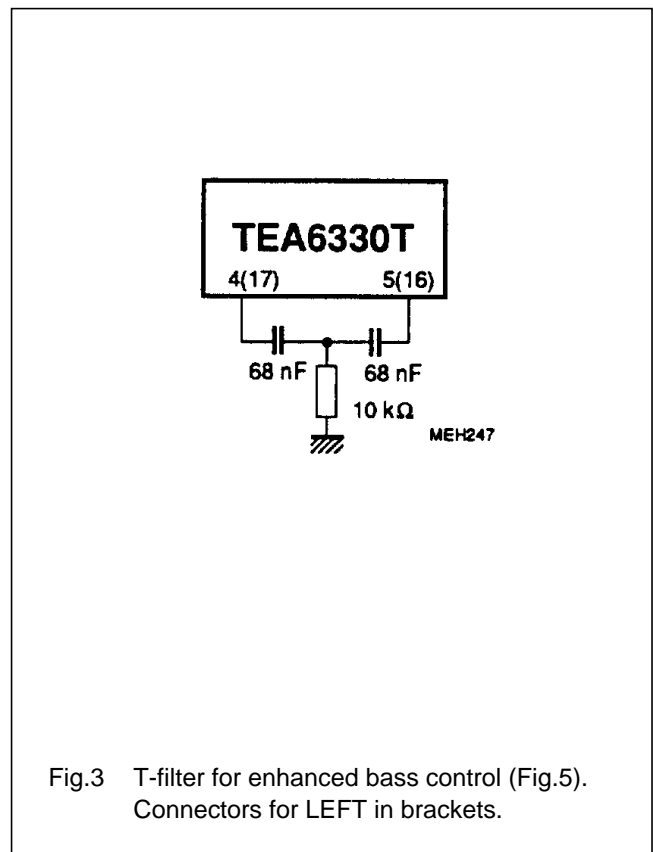 TEA6330T
4(17) 5(16)
68 nF 68 nF
10 kΩ
MEH247
Fig.3 T-filter for enhanced bass control (Fig.5).
Connectors for LEFT in brackets.